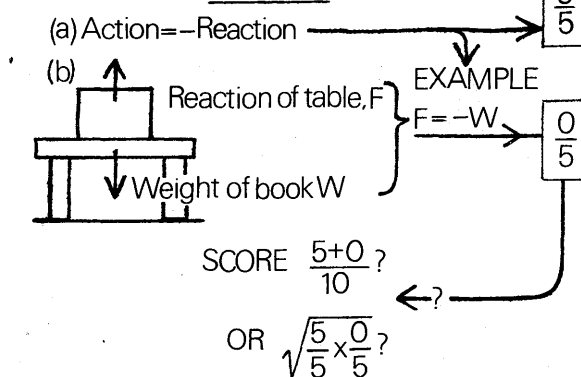 (a) Action=-Reaction
5
(b)
EXAMPLE
Reaction of table, F
F=-W
0/5
Weight of book W
SCORE (5+0)/10 ?
?
OR √(5/5 x 0/5) ?